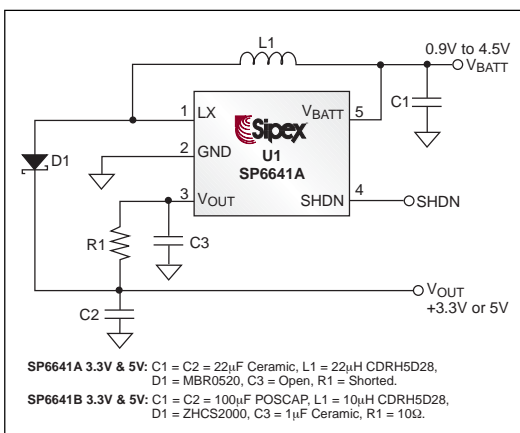 L1
0.9V to 4.5V
VBATT
1 LX
VBATT 5
C1
Sipex
D1
2 GND
U1
SP6641A
3 VOUT
SHDN 4
SHDN
R1
C3
VOUT
+3.3V or 5V
C2
SP6641A 3.3V & 5V: C1 = C2 = 22µF Ceramic, L1 = 22µH CDRH5D28,
D1 = MBR0520, C3 = Open, R1 = Shorted.
SP6641B 3.3V & 5V: C1 = C2 = 100µF POSCAP, L1 = 10µH CDRH5D28,
D1 = ZHCS2000, C3 = 1µF Ceramic, R1 = 10Ω.